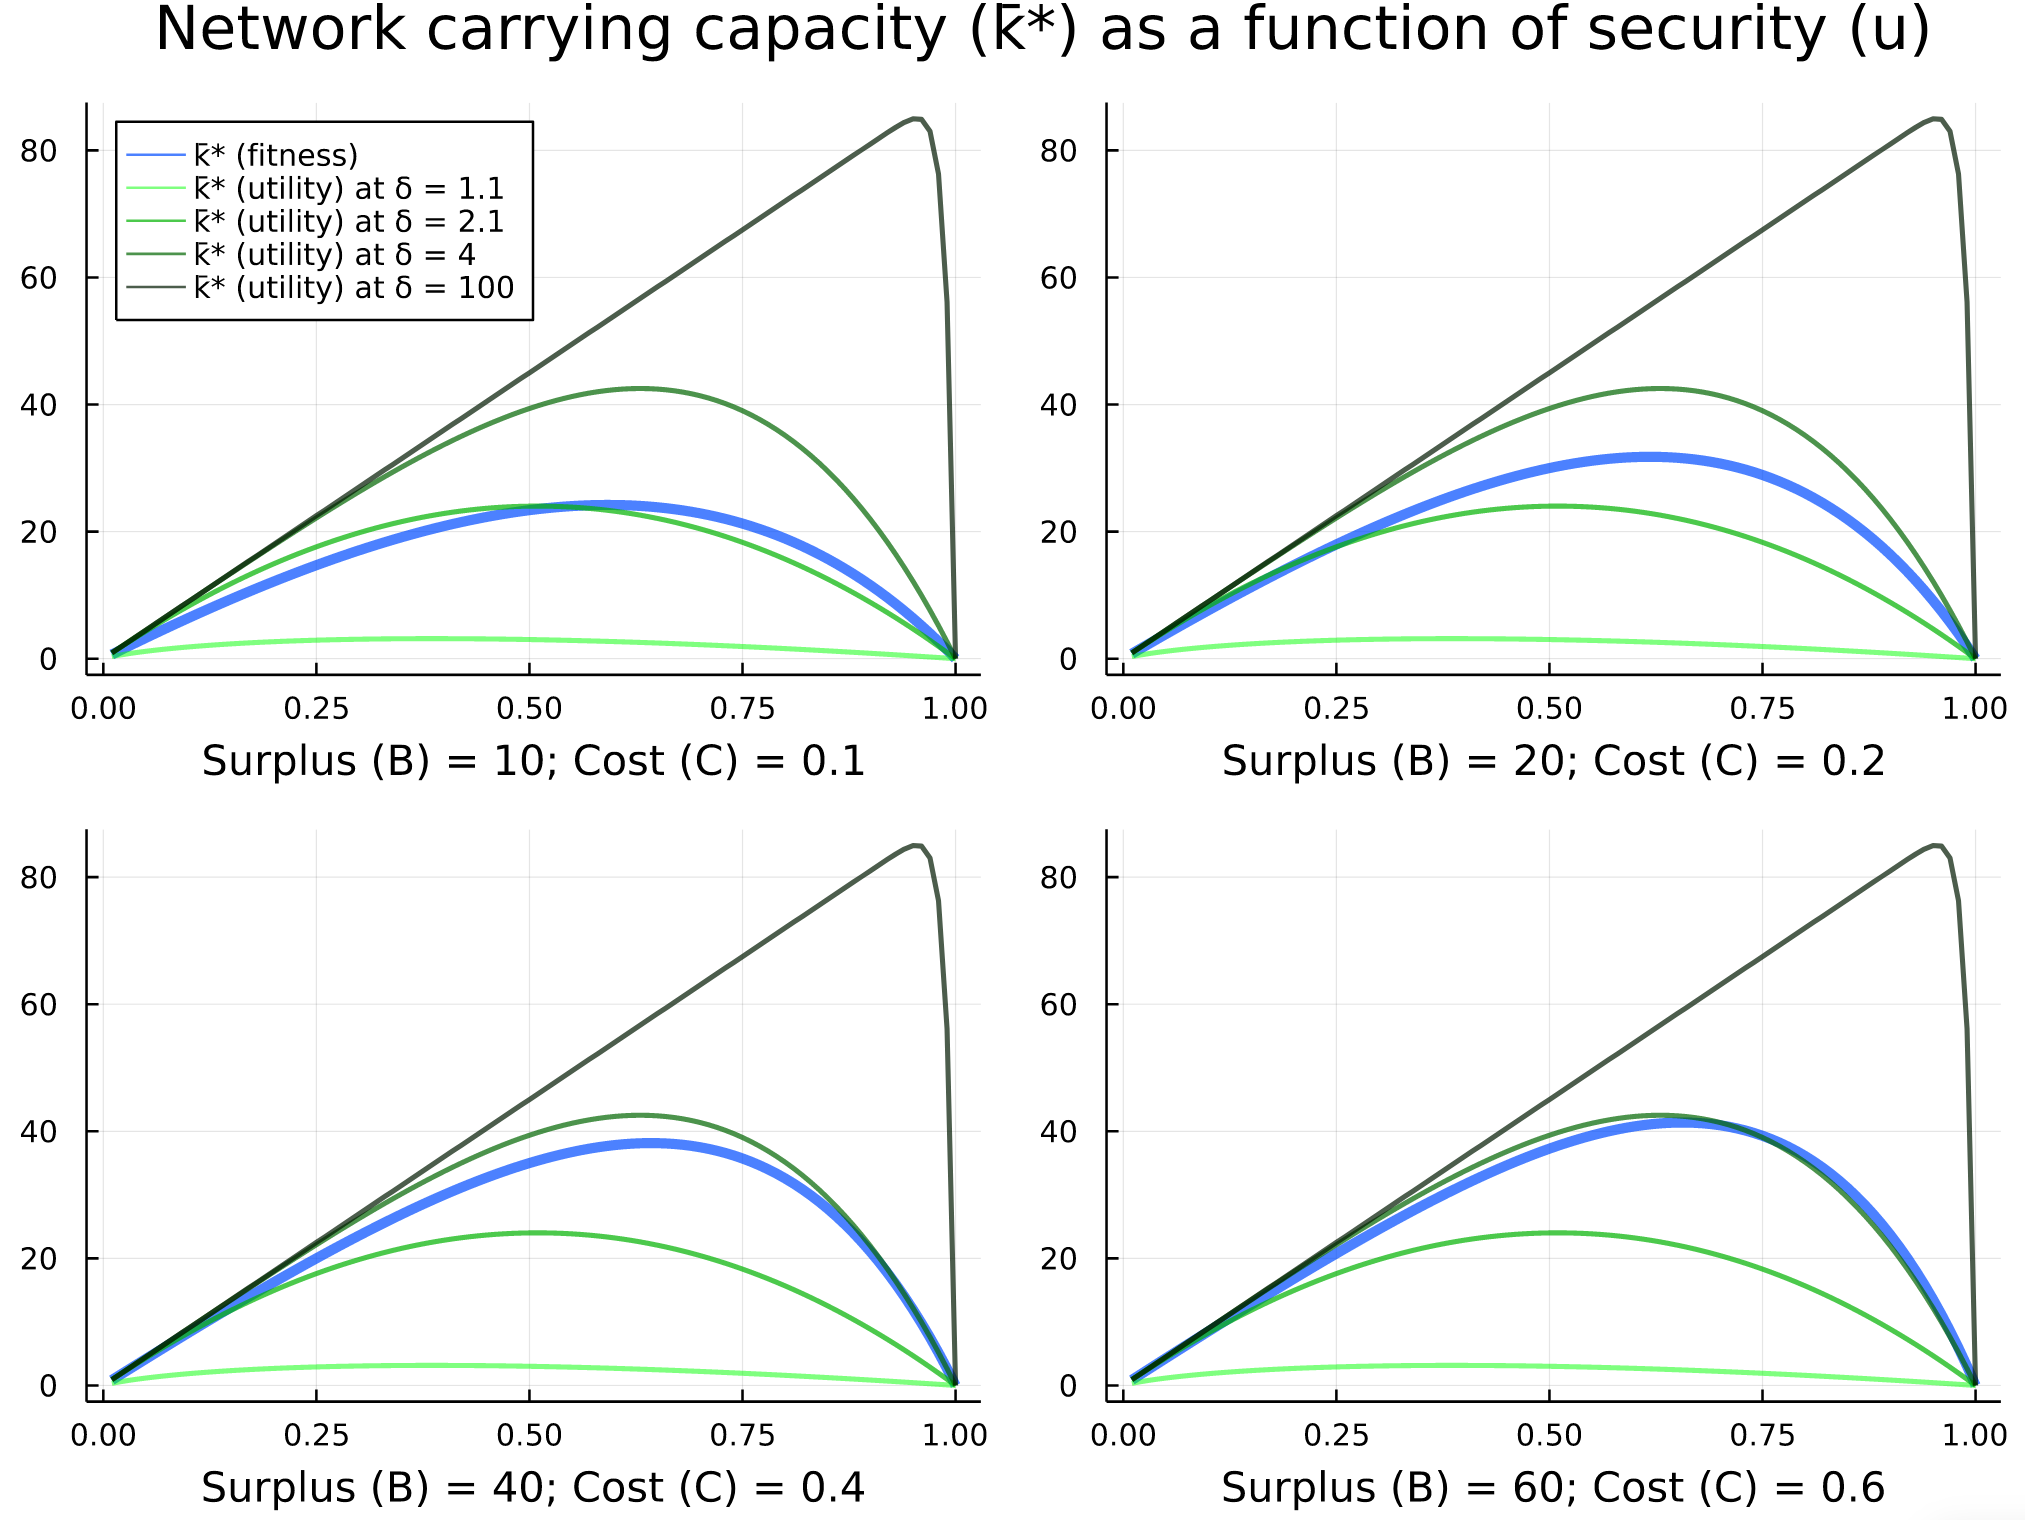 Network carrying capacity (k̄*) as a function of security (u)
k̄* (fitness)
k̄* (utility) at δ = 1.1
k̄* (utility) at δ = 2.1
k̄* (utility) at δ = 4
k̄* (utility) at δ = 100
80
60
40
20
0
0.00 0.25 0.50 0.75 1.00
Surplus (B) = 10; Cost (C) = 0.1
80
60
40
20
0
0.00 0.25 0.50 0.75 1.00
Surplus (B) = 20; Cost (C) = 0.2
80
60
40
20
0
0.00 0.25 0.50 0.75 1.00
Surplus (B) = 40; Cost (C) = 0.4
80
60
40
20
0
0.00 0.25 0.50 0.75 1.00
Surplus (B) = 60; Cost (C) = 0.6